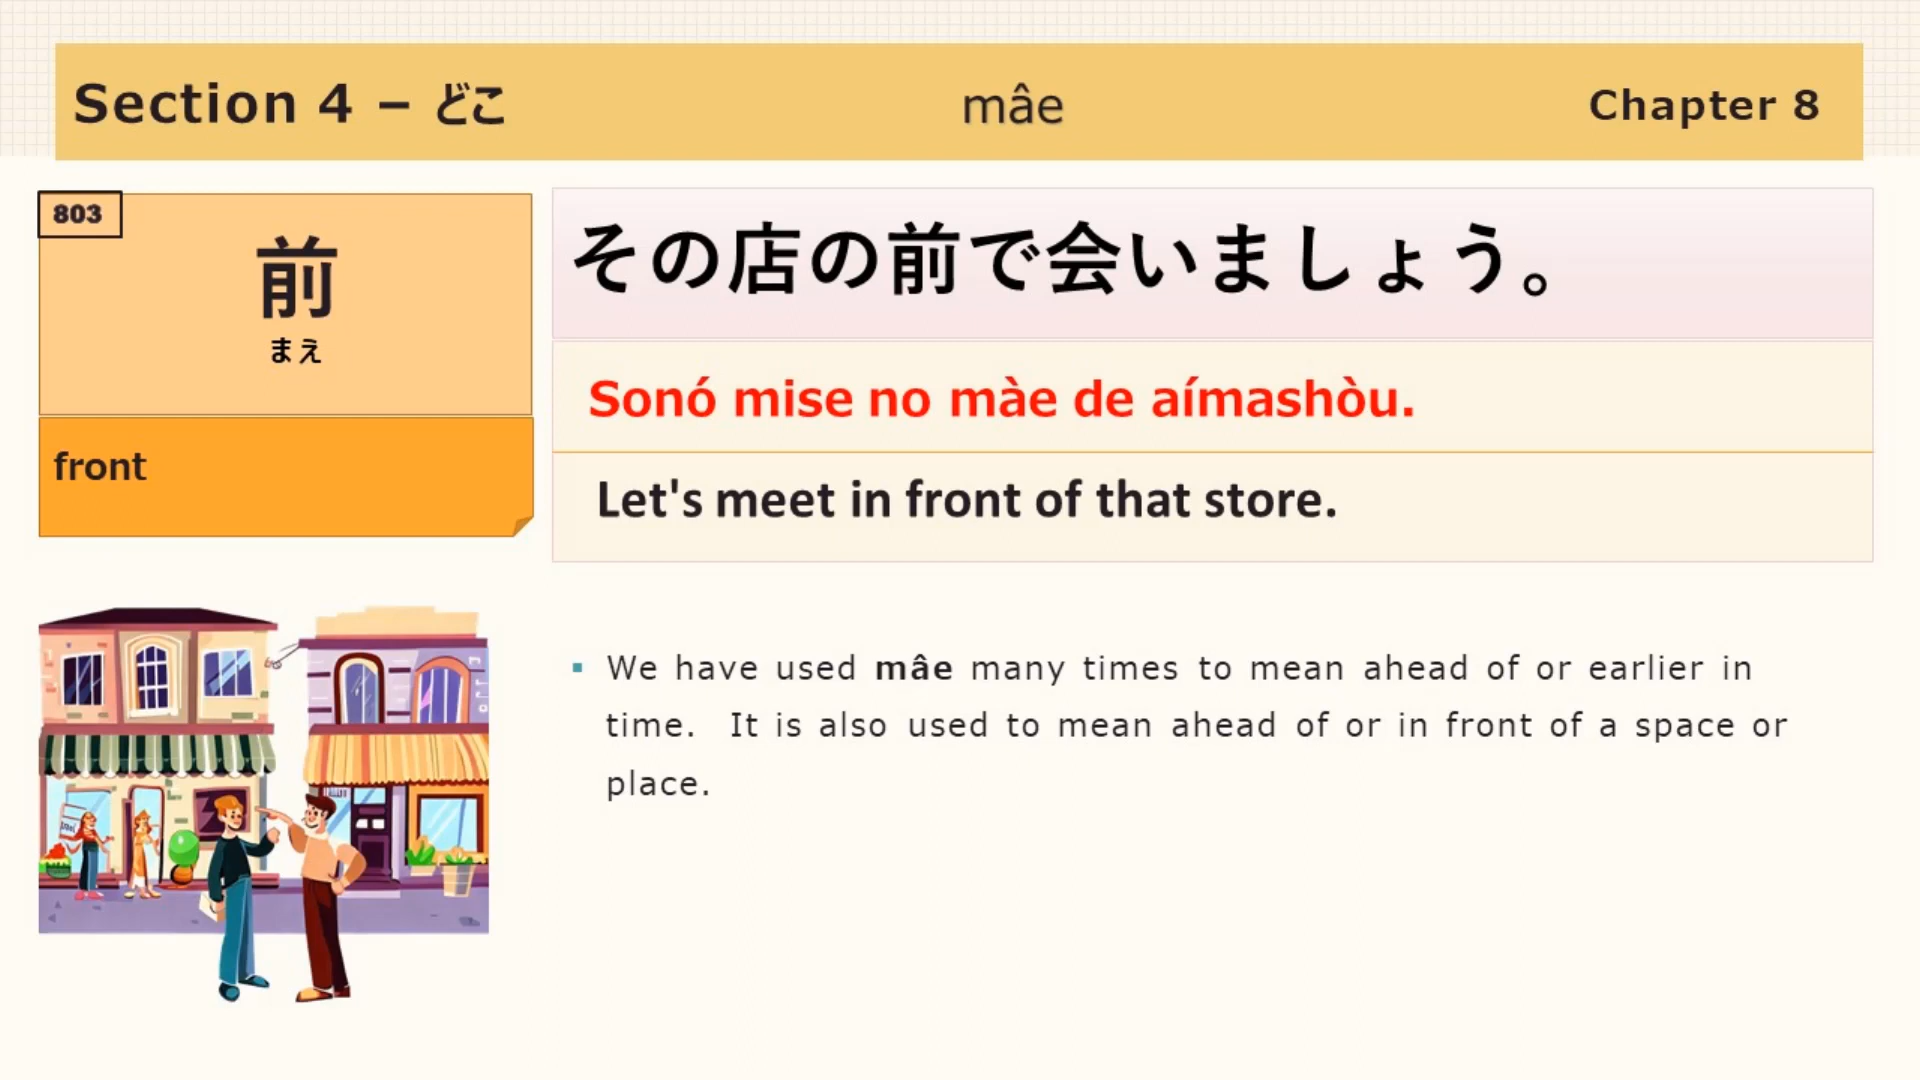 Section 4 – どこ
mâe
Chapter 8
803
前
まえ
front
その店の前で会いましょう。
Sonó mise no màe de aímashòu.
Let's meet in front of that store.
▪ We have used mâe many times to mean ahead of or earlier in
time.  It is also used to mean ahead of or in front of a space or
place.